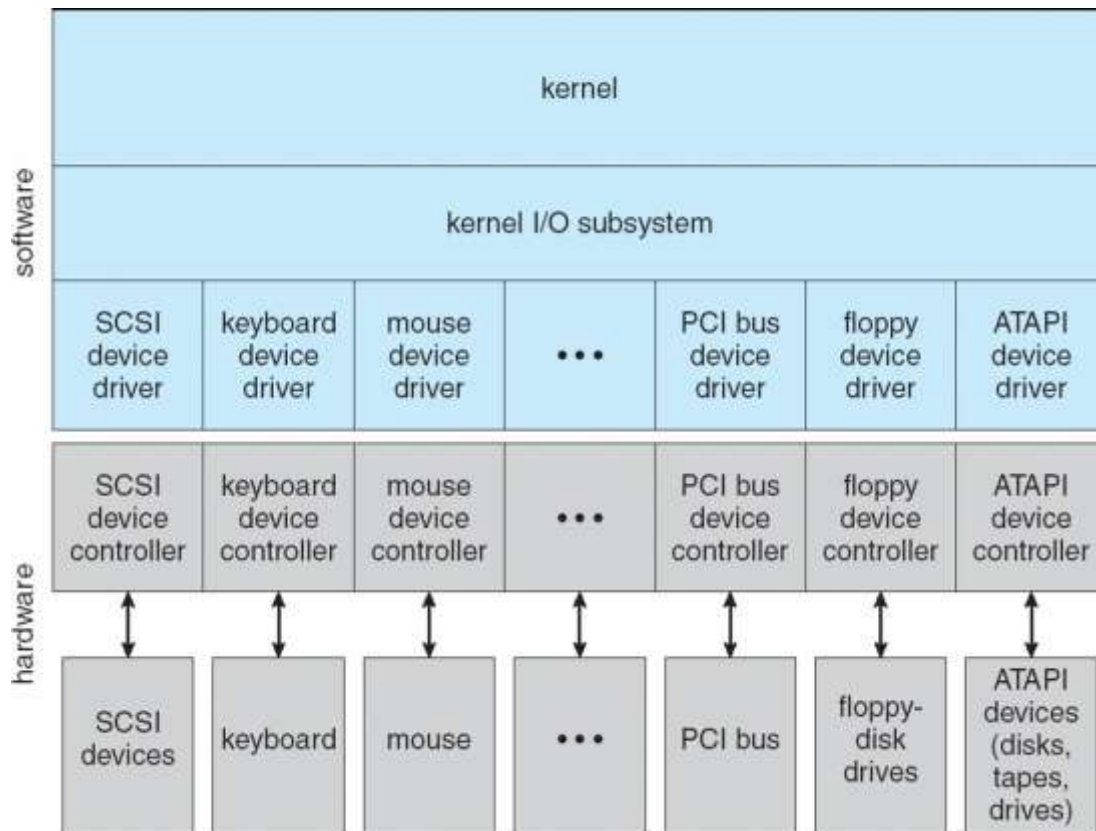 kernel
software
kernel I/O subsystem
SCSI
device
driver
keyboard
device
driver
mouse
device
driver
•••
PCI bus
device
driver
floppy
device
driver
ATAPI
device
driver
hardware
SCSI
device
controller
keyboard
device
controller
mouse
device
controller
•••
PCI bus
device
controller
floppy
device
controller
ATAPI
device
controller
SCSI
devices
keyboard
mouse
•••
PCI bus
floppy-
disk
drives
ATAPI
devices
(disks,
tapes,
drives)